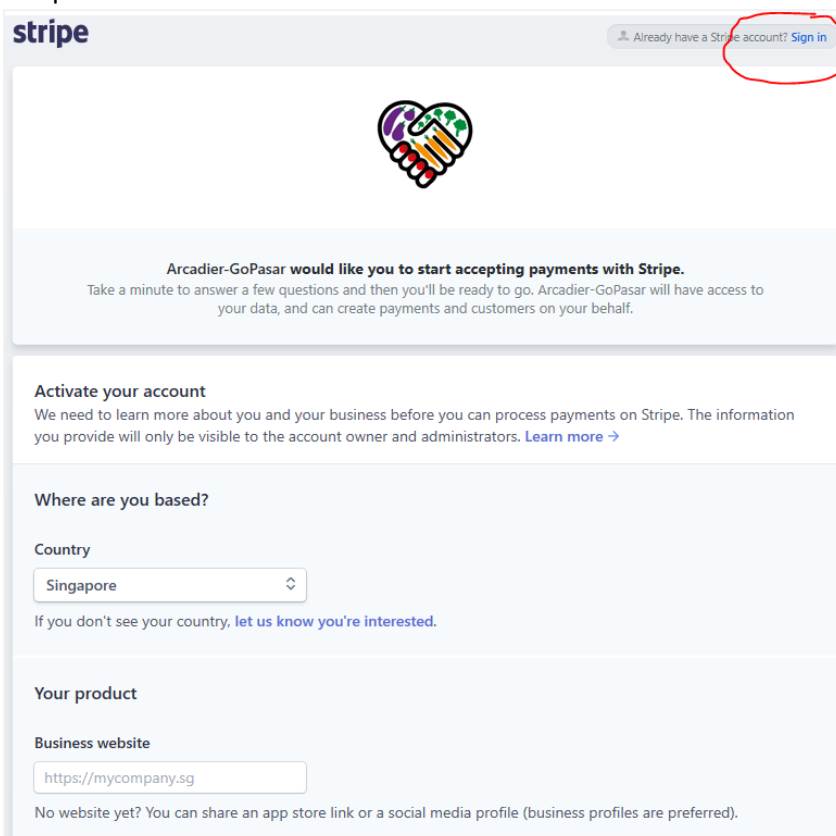 stripe
Already have a Stripe account? Sign in
Arcadier-GoPasar would like you to start accepting payments with Stripe.
Take a minute to answer a few questions and then you'll be ready to go. Arcadier-GoPasar will have access to
your data, and can create payments and customers on your behalf.
Activate your account
We need to learn more about you and your business before you can process payments on Stripe. The information
you provide will only be visible to the account owner and administrators. Learn more →
Where are you based?
Country
Singapore
If you don't see your country, let us know you're interested.
Your product
Business website
https://mycompany.sg
No website yet? You can share an app store link or a social media profile (business profiles are preferred).